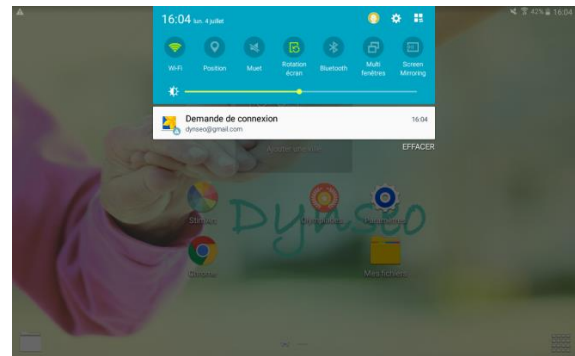 42% 16:04
16:04 lun. 4 juillet
Wi-Fi Position Muet Rotation écran Bluetooth Multi fenêtres Screen Mirroring
Demande de connexion 16:04
dynseo@gmail.com
EFFACER
Dynseo
Chrome
Mes fichiers